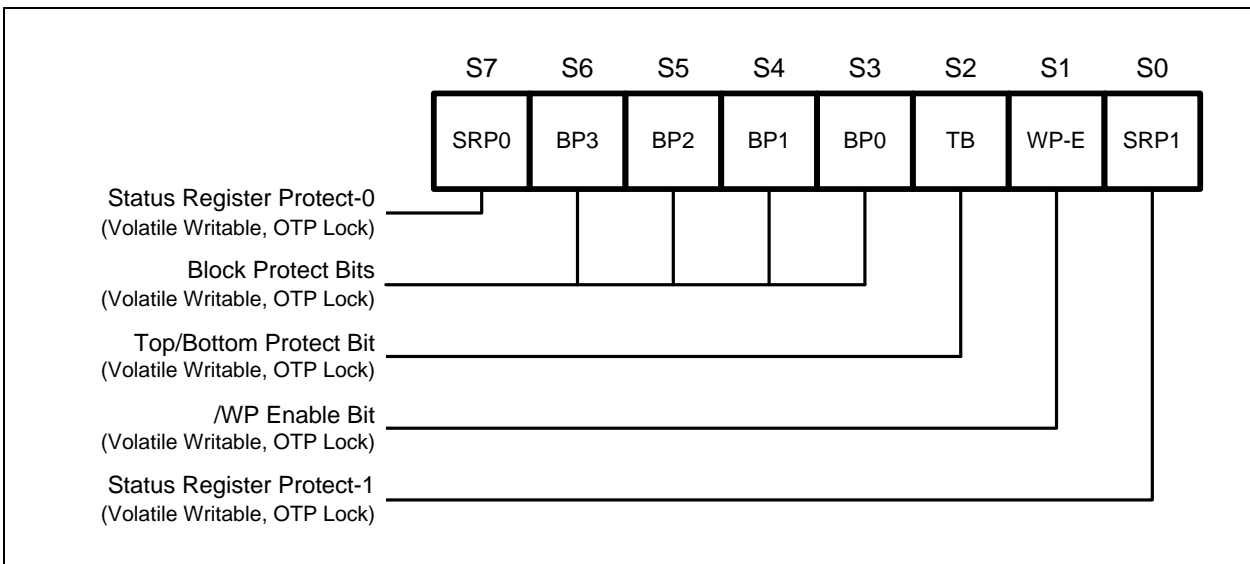 S7 S6 S5 S4 S3 S2 S1 S0
SRP0 BP3 BP2 BP1 BP0 TB WP-E SRP1
Status Register Protect-0
(Volatile Writable, OTP Lock)
Block Protect Bits
(Volatile Writable, OTP Lock)
Top/Bottom Protect Bit
(Volatile Writable, OTP Lock)
/WP Enable Bit
(Volatile Writable, OTP Lock)
Status Register Protect-1
(Volatile Writable, OTP Lock)